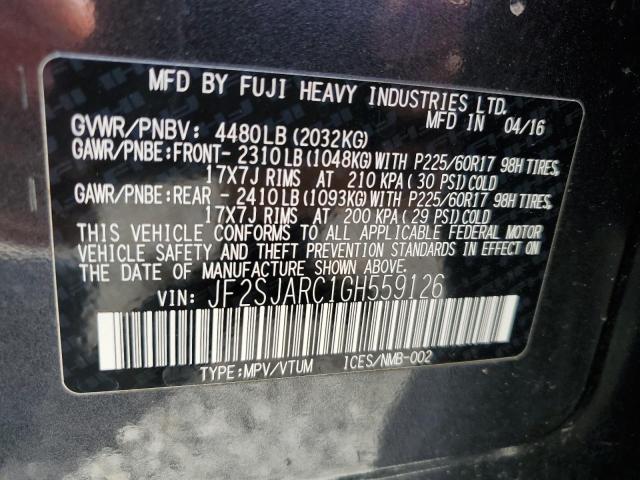 MFD BY FUJI HEAVY INDUSTRIES LTD.
MFD IN 04/16
GVWR/PNBV: 4480LB(2032KG)
GAWR/PNBE:FRONT- 2310LB(1048KG)WITH P225/60R17 98H TIRES,
17X7J RIMS AT 210 KPA(30 PSI)COLD
GAWR/PNBE:REAR - 2410LB(1093KG)WITH P225/60R17 98H TIRES,
17X7J RIMS AT 200 KPA(29 PSI)COLD
THIS VEHICLE CONFORMS TO ALL APPLICABLE FEDERAL MOTOR
VEHICLE SAFETY AND THEFT PREVENTION STANDARDS IN EFFECT ON
THE DATE OF MANUFACTURE SHOWN ABOVE.
VIN: JF2SJARC1GH559126
TYPE:MPV/VTUM ICES/NMB-002